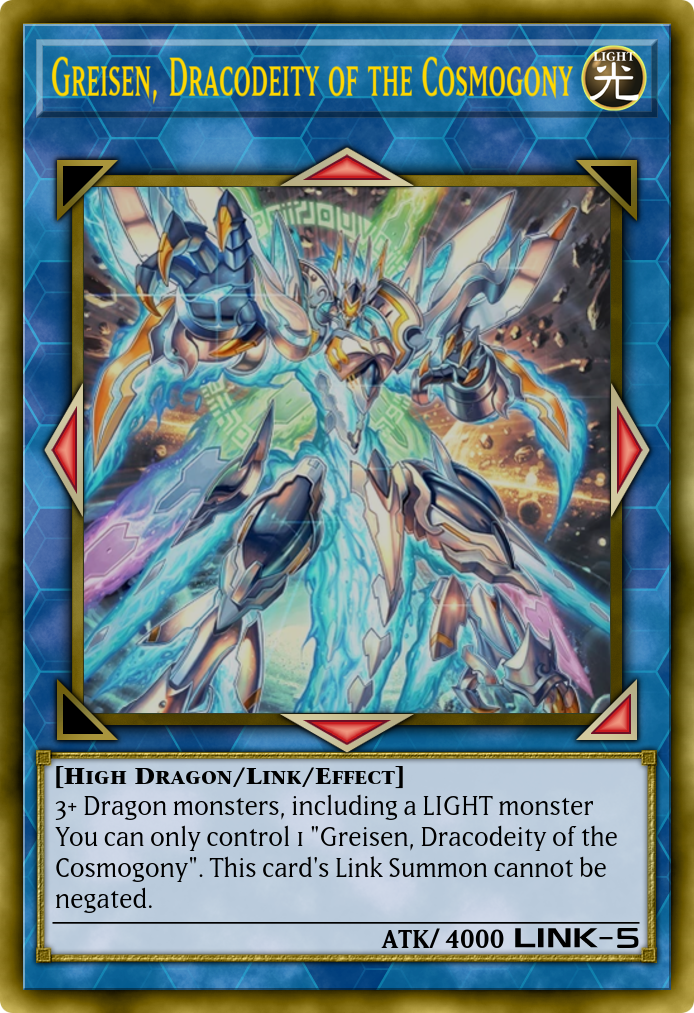 Greisen, Dracodeity of the Cosmogony
LIGHT
光
[High Dragon/Link/Effect]
3+ Dragon monsters, including a LIGHT monster
You can only control 1 "Greisen, Dracodeity of the
Cosmogony". This card's Link Summon cannot be
negated.
ATK/ 4000 LINK-5